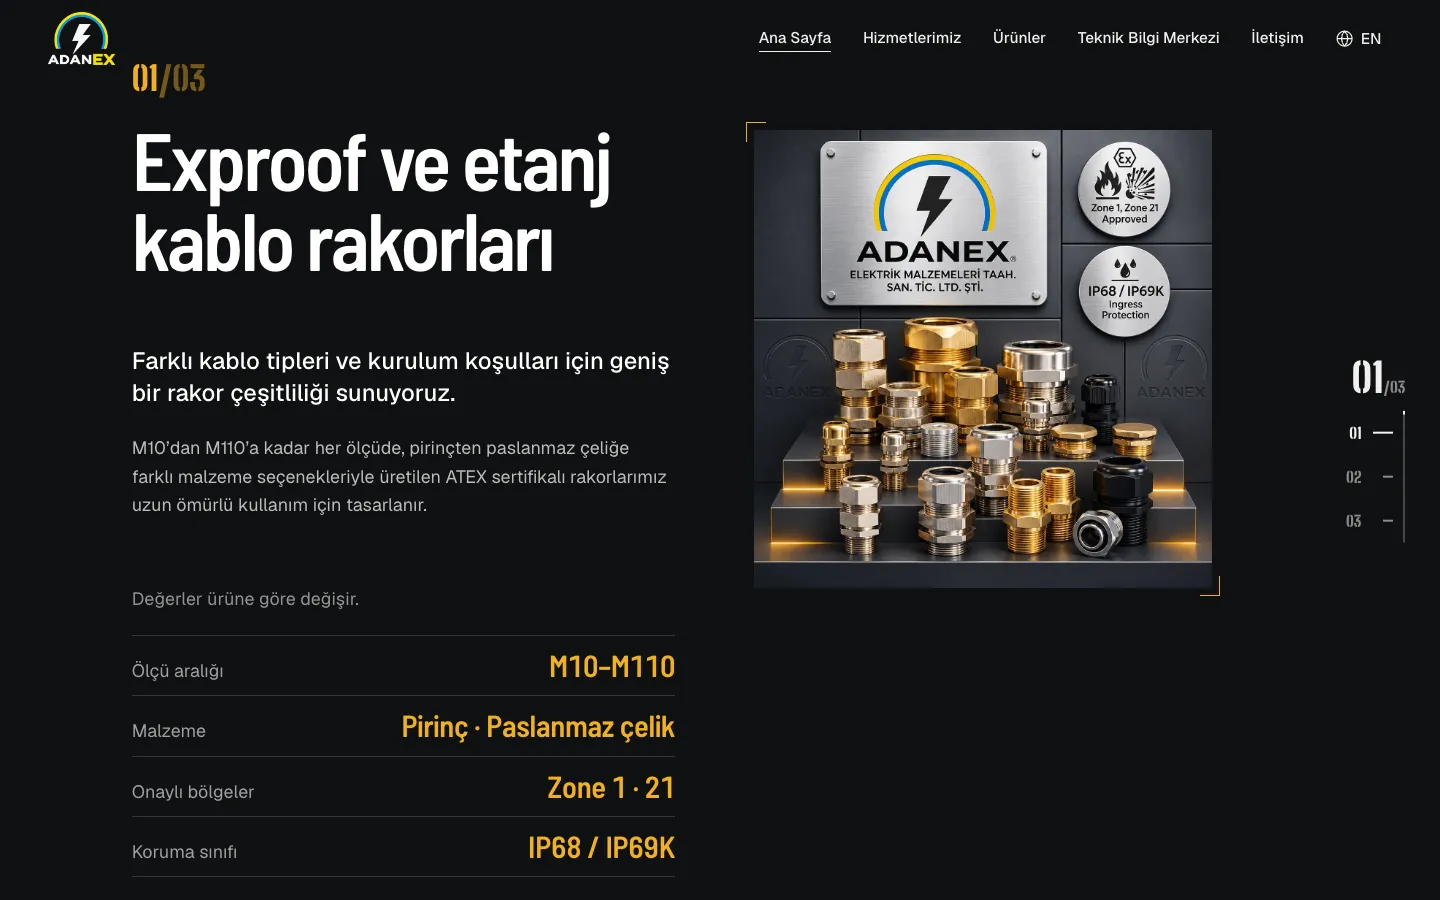 ADANEX
Ana Sayfa
Hizmetlerimiz
Ürünler
Teknik Bilgi Merkezi
İletişim
EN
01/03
Exproof ve etanj
kablo rakorları
Farklı kablo tipleri ve kurulum koşulları için geniş
bir rakor çeşitliliği sunuyoruz.
M10’dan M110’a kadar her ölçüde, pirinçten paslanmaz çeliğe
farklı malzeme seçenekleriyle üretilen ATEX sertifikalı rakorlarımız
uzun ömürlü kullanım için tasarlanır.
Değerler ürüne göre değişir.
Ölçü aralığı
M10–M110
Malzeme
Pirinç · Paslanmaz çelik
Onaylı bölgeler
Zone 1 · 21
Koruma sınıfı
IP68 / IP69K
ADANEX®
ELEKTRİK MALZEMELERİ TAAH.
SAN. TİC. LTD. ŞTİ.
Ex
Zone 1, Zone 21
Approved
IP68 / IP69K
Ingress
Protection
ADANEX
ADANEX
01/03
01
02
03